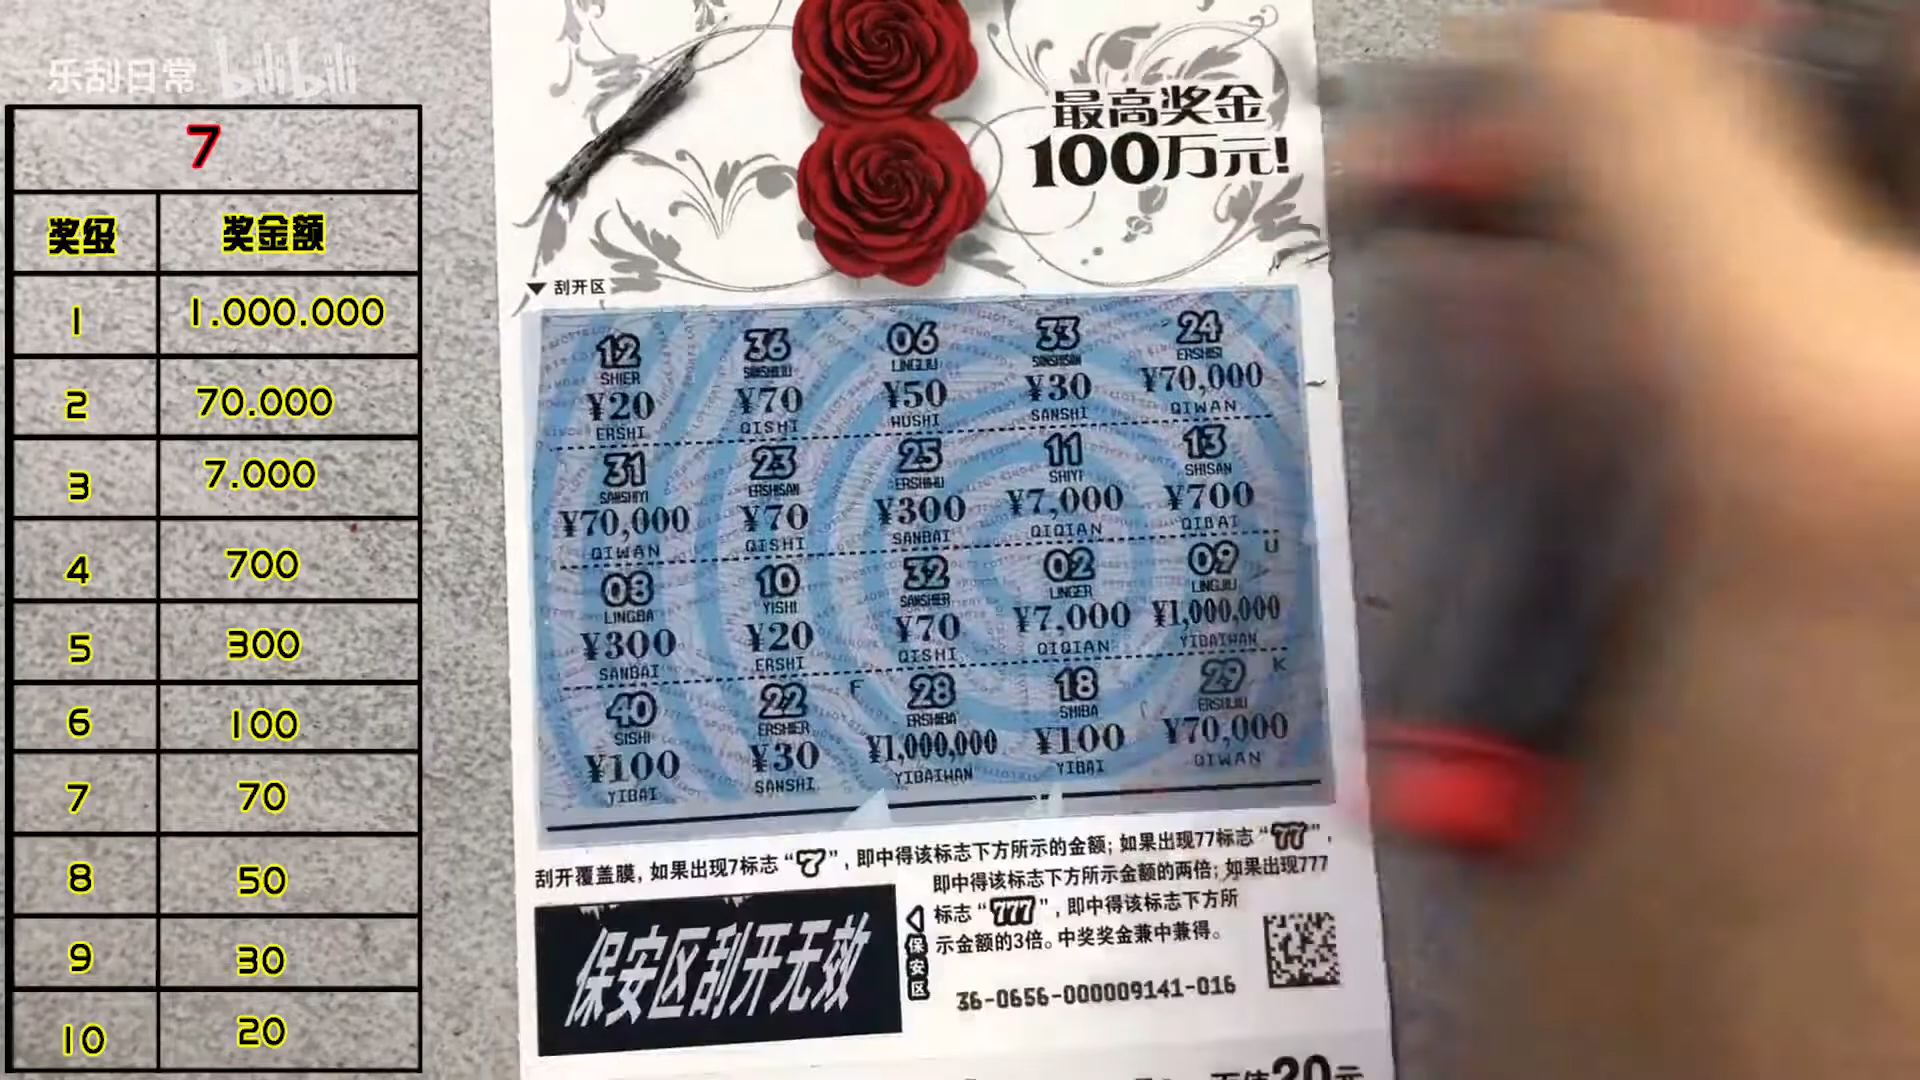 乐刮日常 bilibili
7
奖级 奖金额
1 1.000.000
2 70.000
3 7.000
4 700
5 300
6 100
7 70
8 50
9 30
10 20
最高奖金
100万元!
▼刮开区
12 36 06 33 24
SHIER SANSHILIU LINGLIU SANSHISAN ERSHISI
¥20 ¥70 ¥50 ¥30 ¥70,000
ERSHI QISHI WUSHI SANSHI QIWAN
31 23 25 11 13
SANSHIYI ERSHISAN ERSHIWU SHIYI SHISAN
¥70,000 ¥70 ¥300 ¥7,000 ¥700
QIWAN QISHI SANBAI QIQIAN QIBAI
08 10 32 02 09 U
LINGBA YISHI SANSHIER LINGER LINGJIU
¥300 ¥20 ¥70 ¥7,000 ¥1,000,000
SANBAI ERSHI QISHI QIQIAN YIBAIWAN
40 22 F 28 18 29 K
SISHI ERSHIER ERSHIBA SHIBA ERSHIJIU
¥100 ¥30 ¥1,000,000 ¥100 ¥70,000
YIBAI SANSHI YIBAIWAN YIBAI QIWAN
刮开覆盖膜，如果出现7标志“7”，即中得该标志下方所示的金额；如果出现77标志“77”，
即中得该标志下方所示金额的两倍；如果出现777
标志“777”，即中得该标志下方所
示金额的3倍。中奖奖金兼中兼得。
保安区刮开无效
保安区
36-0656-000009141-016
面值20元